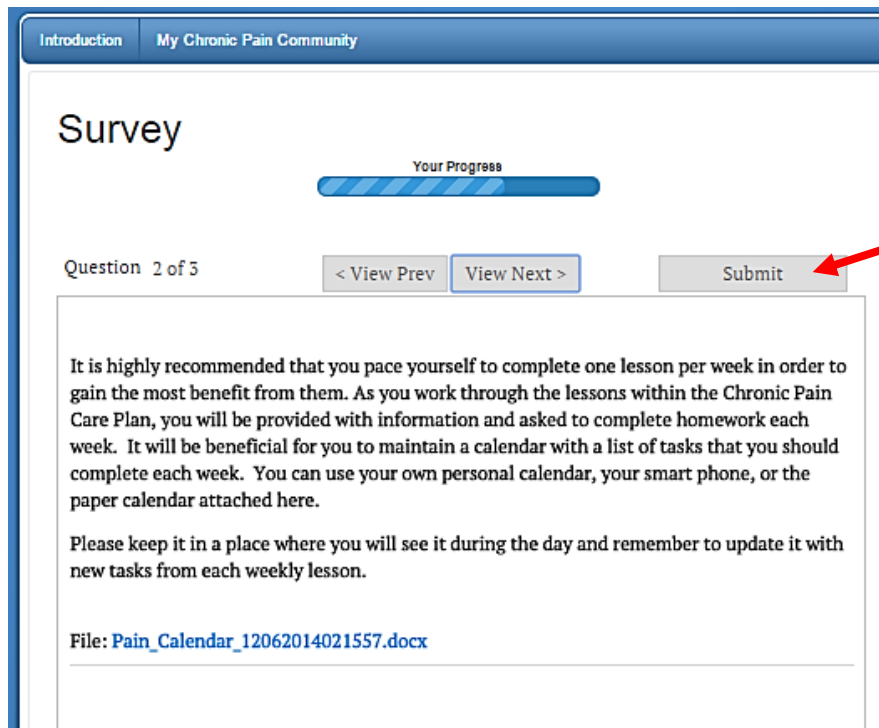 Introduction My Chronic Pain Community
Survey
Your Progress
Question 2 of 3 < View Prev View Next > Submit
It is highly recommended that you pace yourself to complete one lesson per week in order to
gain the most benefit from them. As you work through the lessons within the Chronic Pain
Care Plan, you will be provided with information and asked to complete homework each
week. It will be beneficial for you to maintain a calendar with a list of tasks that you should
complete each week. You can use your own personal calendar, your smart phone, or the
paper calendar attached here.
Please keep it in a place where you will see it during the day and remember to update it with
new tasks from each weekly lesson.
File: Pain_Calendar_12062014021557.docx